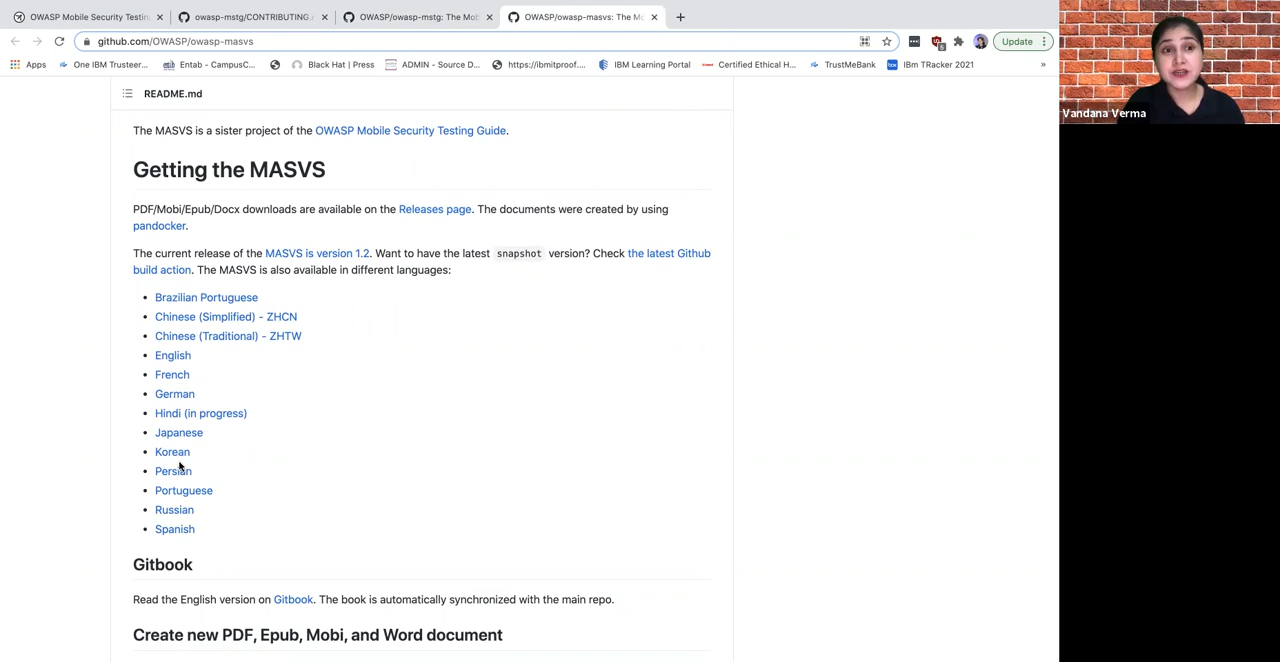 OWASP Mobile Security Testin
owasp-mstg/CONTRIBUTING.
OWASP/owasp-mstg: The Mob
OWASP/owasp-masvs: The Mo
github.com/OWASP/owasp-masvs
Update
Apps
One IBM Trusteer...
Entab - CampusC...
Black Hat | Press
ADMIN - Source D...
https://ibmitproof....
IBM Learning Portal
Certified Ethical H...
TrustMeBank
IBm TRacker 2021
»
Vandana Verma
README.md
The MASVS is a sister project of the OWASP Mobile Security Testing Guide.
Getting the MASVS
PDF/Mobi/Epub/Docx downloads are available on the Releases page. The documents were created by using
pandocker.
The current release of the MASVS is version 1.2. Want to have the latest snapshot version? Check the latest Github
build action. The MASVS is also available in different languages:
• Brazilian Portuguese
• Chinese (Simplified) - ZHCN
• Chinese (Traditional) - ZHTW
• English
• French
• German
• Hindi (in progress)
• Japanese
• Korean
• Persian
• Portuguese
• Russian
• Spanish
Gitbook
Read the English version on Gitbook. The book is automatically synchronized with the main repo.
Create new PDF, Epub, Mobi, and Word document